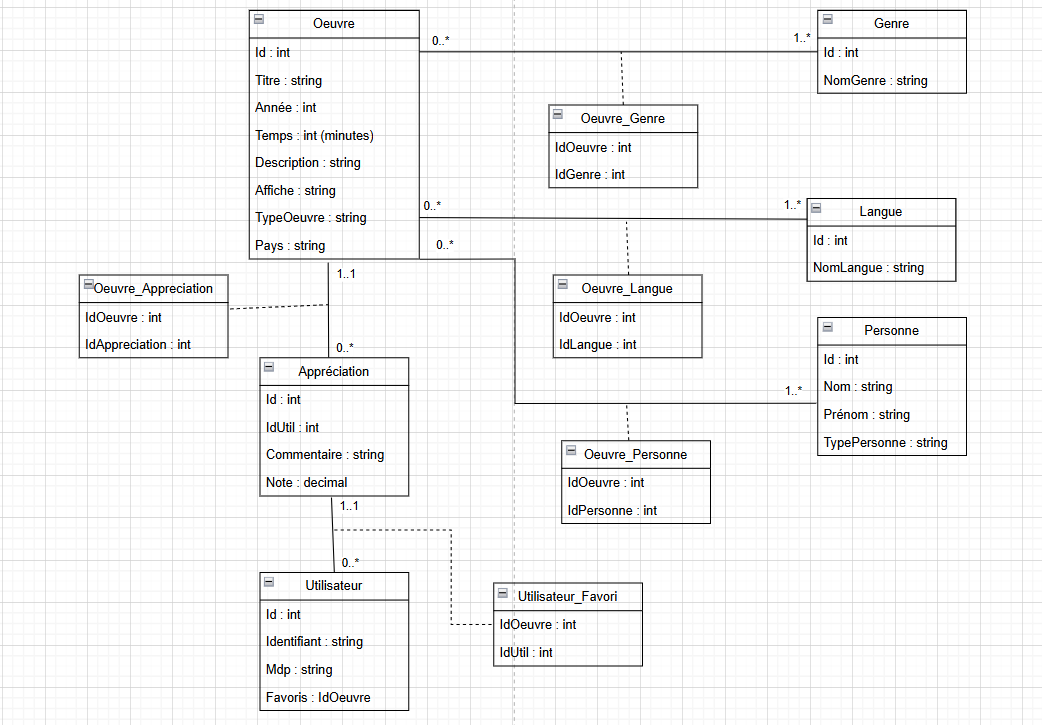 Oeuvre
Id : int
Titre : string
Année : int
Temps : int (minutes)
Description : string
Affiche : string
TypeOeuvre : string
Pays : string
0..*
1..*
Genre
Id : int
NomGenre : string
Oeuvre_Genre
IdOeuvre : int
IdGenre : int
0..*
1..*
Langue
Id : int
NomLangue : string
0..*
Oeuvre_Langue
IdOeuvre : int
IdLangue : int
1..1
Oeuvre_Appreciation
IdOeuvre : int
IdAppreciation : int
0..*
Personne
Id : int
Nom : string
Prénom : string
TypePersonne : string
1..*
Appréciation
Id : int
IdUtil : int
Commentaire : string
Note : decimal
Oeuvre_Personne
IdOeuvre : int
IdPersonne : int
1..1
0..*
Utilisateur
Id : int
Identifiant : string
Mdp : string
Favoris : IdOeuvre
Utilisateur_Favori
IdOeuvre : int
IdUtil : int